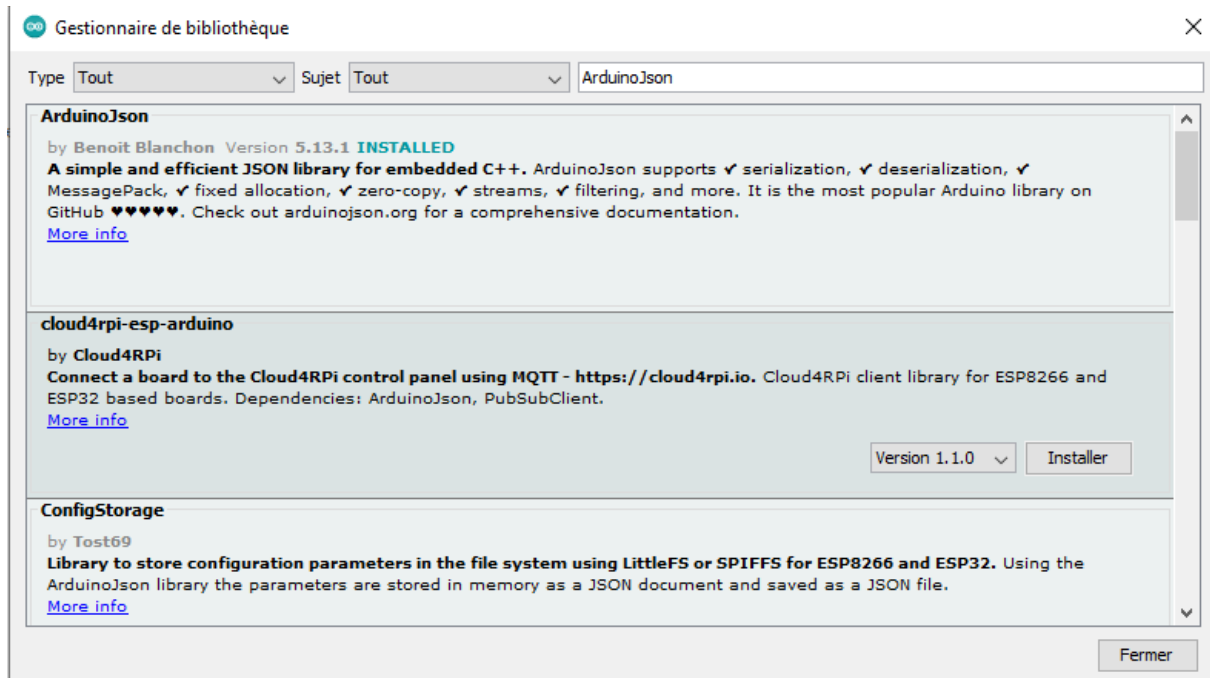 Gestionnaire de bibliothèque
Type Tout Sujet Tout ArduinoJson
ArduinoJson
by Benoit Blanchon Version 5.13.1 INSTALLED
A simple and efficient JSON library for embedded C++. ArduinoJson supports ✔ serialization, ✔ deserialization, ✔
MessagePack, ✔ fixed allocation, ✔ zero-copy, ✔ streams, ✔ filtering, and more. It is the most popular Arduino library on
GitHub ♥♥♥♥♥. Check out arduinojson.org for a comprehensive documentation.
More info
cloud4rpi-esp-arduino
by Cloud4RPi
Connect a board to the Cloud4RPi control panel using MQTT - https://cloud4rpi.io. Cloud4RPi client library for ESP8266 and
ESP32 based boards. Dependencies: ArduinoJson, PubSubClient.
More info
Version 1.1.0 Installer
ConfigStorage
by Tost69
Library to store configuration parameters in the file system using LittleFS or SPIFFS for ESP8266 and ESP32. Using the
ArduinoJson library the parameters are stored in memory as a JSON document and saved as a JSON file.
More info
Fermer